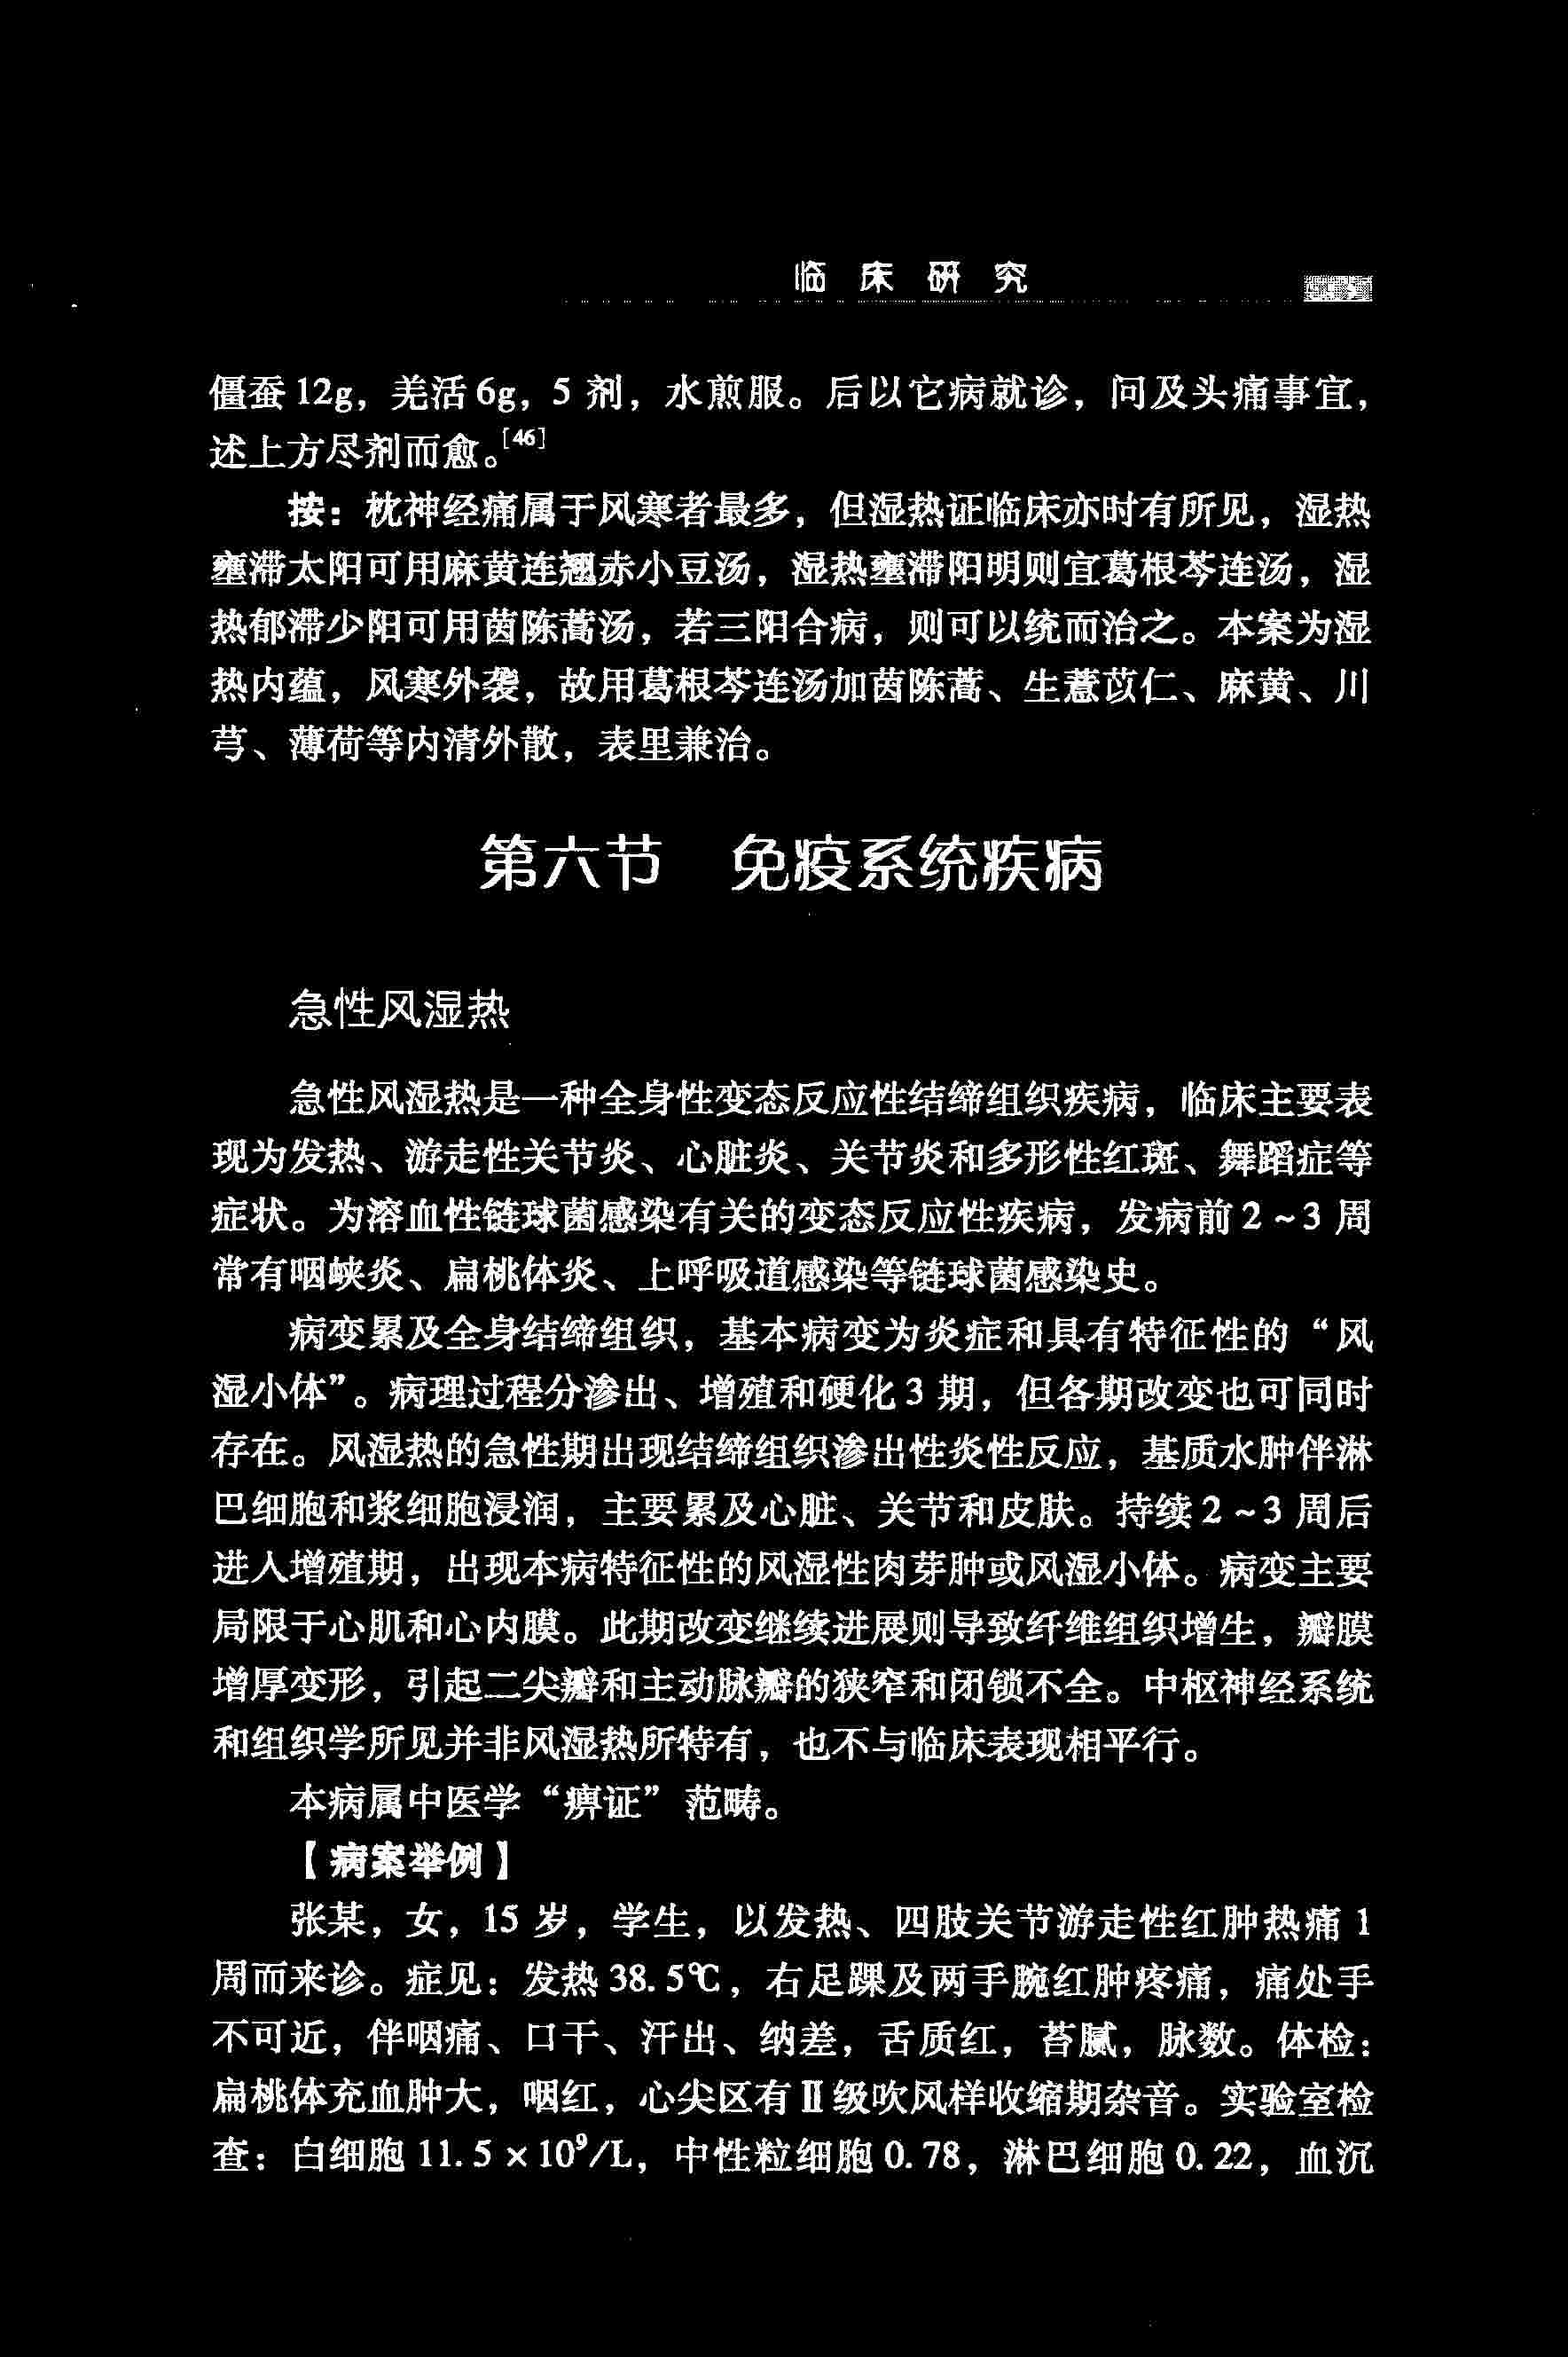 临床研究
僵蚕12g，羌活6g，5剂，水煎服。后以它病就诊，问及头痛事宜，
述上方尽剂而愈。[46]
按：枕神经痛属于风寒者最多，但湿热证临床亦时有所见，湿热
壅滞太阳可用麻黄连翘赤小豆汤，湿热壅滞阳明则宜葛根芩连汤，湿
热郁滞少阳可用茵陈蒿汤，若三阳合病，则可以统而治之。本案为湿
热内蕴，风寒外袭，故用葛根芩连汤加茵陈蒿、生薏苡仁、麻黄、川
芎、薄荷等内清外散，表里兼治。
第六节 免疫系统疾病
急性风湿热
急性风湿热是一种全身性变态反应性结缔组织疾病，临床主要表
现为发热、游走性关节炎、心脏炎、关节炎和多形性红斑、舞蹈症等
症状。为溶血性链球菌感染有关的变态反应性疾病，发病前2~3周
常有咽峡炎、扁桃体炎、上呼吸道感染等链球菌感染史。
病变累及全身结缔组织，基本病变为炎症和具有特征性的“风
湿小体”。病理过程分渗出、增殖和硬化3期，但各期改变也可同时
存在。风湿热的急性期出现结缔组织渗出性炎性反应，基质水肿伴淋
巴细胞和浆细胞浸润，主要累及心脏、关节和皮肤。持续2~3周后
进入增殖期，出现本病特征性的风湿性肉芽肿或风湿小体。病变主要
局限于心肌和心内膜。此期改变继续进展则导致纤维组织增生，瓣膜
增厚变形，引起二尖瓣和主动脉瓣的狭窄和闭锁不全。中枢神经系统
和组织学所见并非风湿热所特有，也不与临床表现相平行。
本病属中医学“痹证”范畴。
【病案举例】
张某，女，15岁，学生，以发热、四肢关节游走性红肿热痛1
周而来诊。症见：发热38.5℃，右足踝及两手腕红肿疼痛，痛处手
不可近，伴咽痛、口干、汗出、纳差，舌质红，苔腻，脉数。体检：
扁桃体充血肿大，咽红，心尖区有Ⅱ级吹风样收缩期杂音。实验室检
查：白细胞11.5×10⁹/L，中性粒细胞0.78，淋巴细胞0.22，血沉